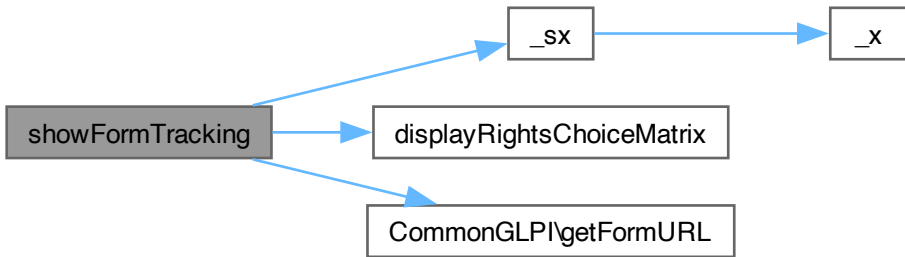 _sx
_x
showFormTracking
displayRightsChoiceMatrix
CommonGLPI\getFormURL